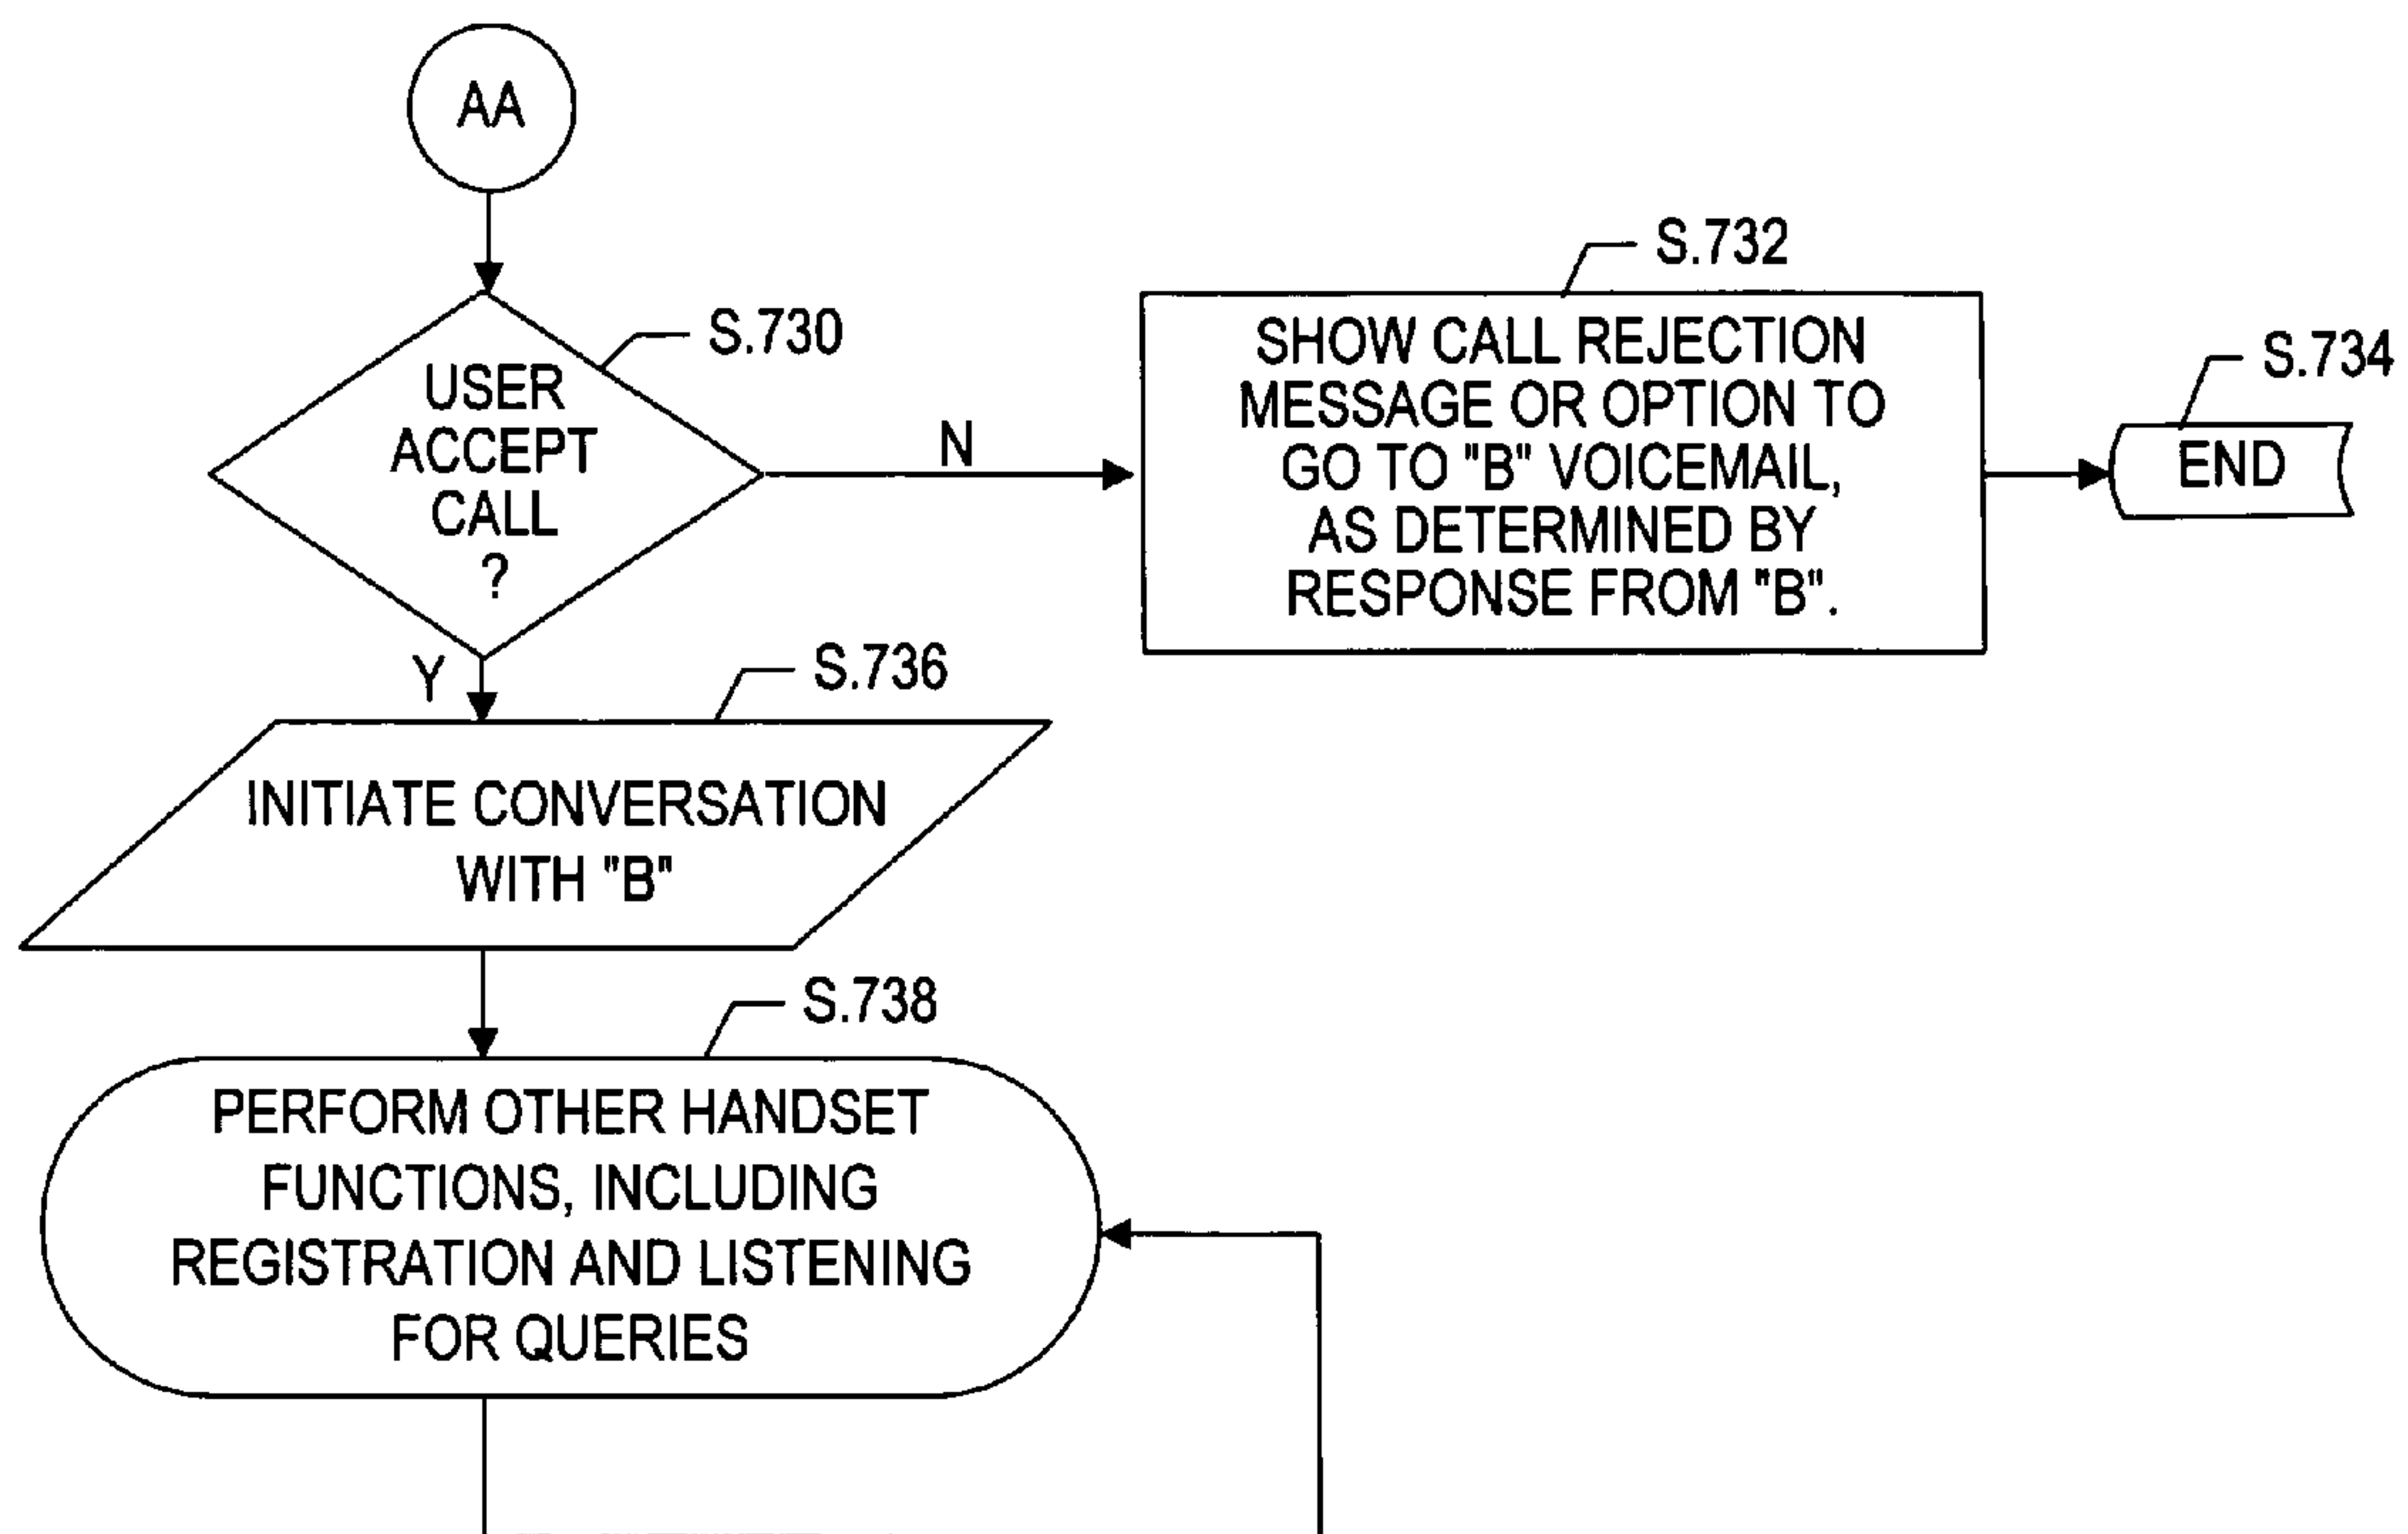 AA
S.730
USER
ACCEPT
CALL
?
N
Y
S.732
SHOW CALL REJECTION
MESSAGE OR OPTION TO
GO TO "B" VOICEMAIL,
AS DETERMINED BY
RESPONSE FROM "B".
S.734
END
S.736
INITIATE CONVERSATION
WITH "B"
S.738
PERFORM OTHER HANDSET
FUNCTIONS, INCLUDING
REGISTRATION AND LISTENING
FOR QUERIES